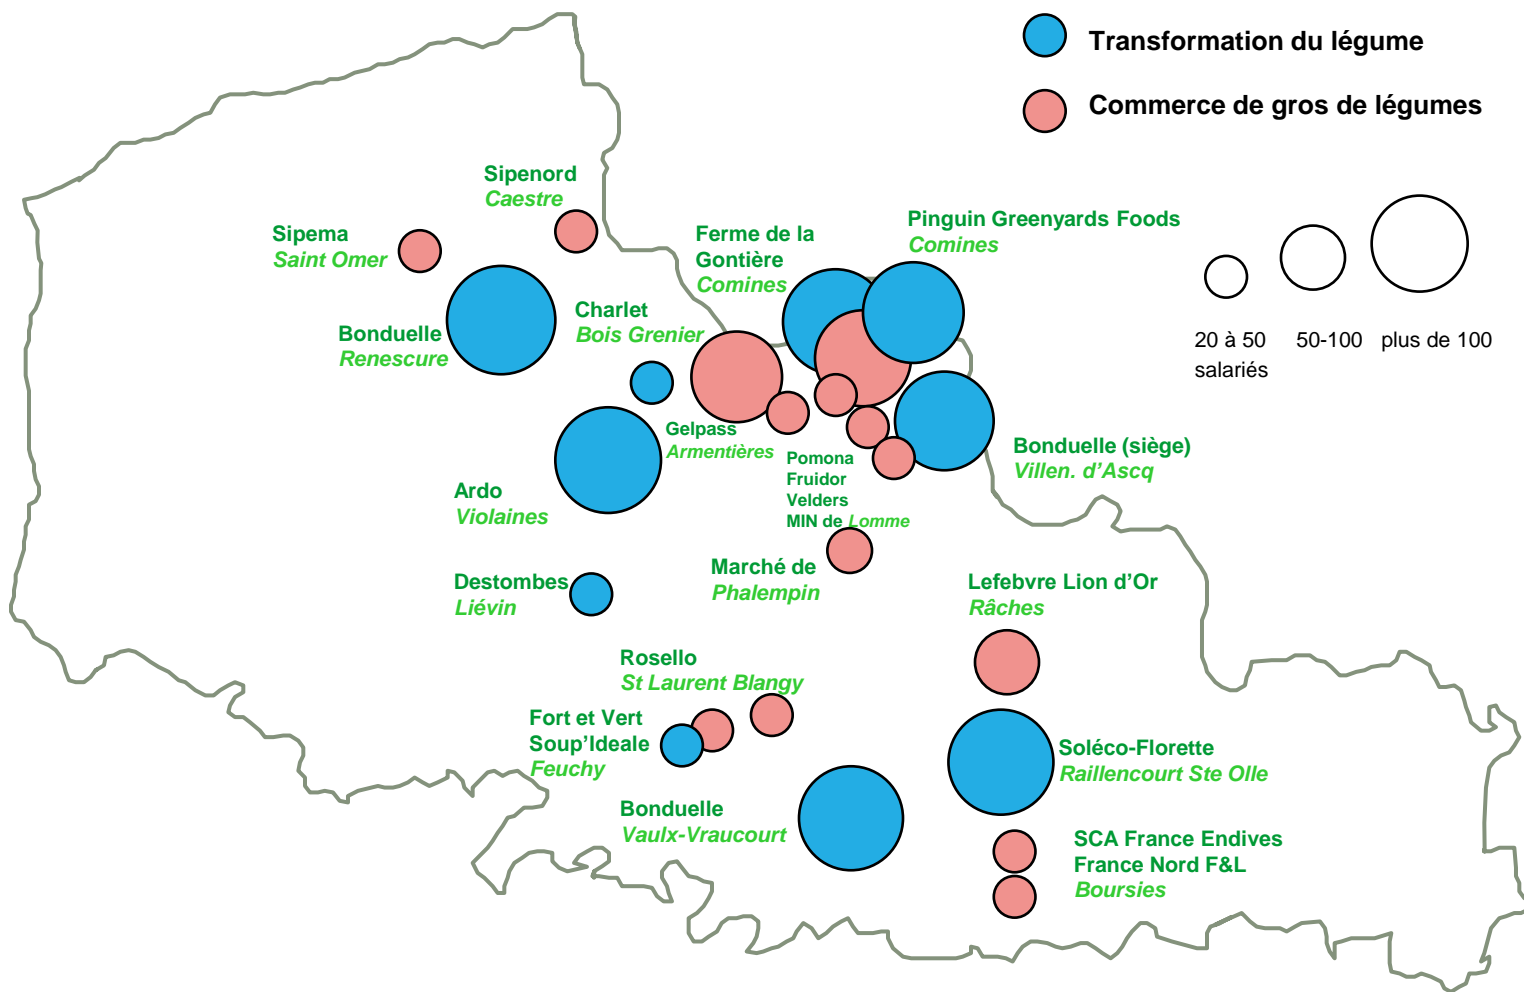 Transformation du légume
Commerce de gros de légumes
20 à 50
salariés
50-100
plus de 100
Sipenord
Caestre
Sipema
Saint Omer
Ferme de la
Gontière
Comines
Pinguin Greenyards Foods
Comines
Bonduelle
Renescure
Charlet
Bois Grenier
Gelpass
Armentières
Pomona
Fruidor
Velders
MIN de Lomme
Bonduelle (siège)
Villen. d'Ascq
Ardo
Violaines
Marché de
Phalempin
Destombes
Liévin
Lefebvre Lion d'Or
Râches
Rosello
St Laurent Blangy
Fort et Vert
Soup'Ideale
Feuchy
Soléco-Florette
Raillencourt Ste Olle
Bonduelle
Vaulx-Vraucourt
SCA France Endives
France Nord F&L
Boursies